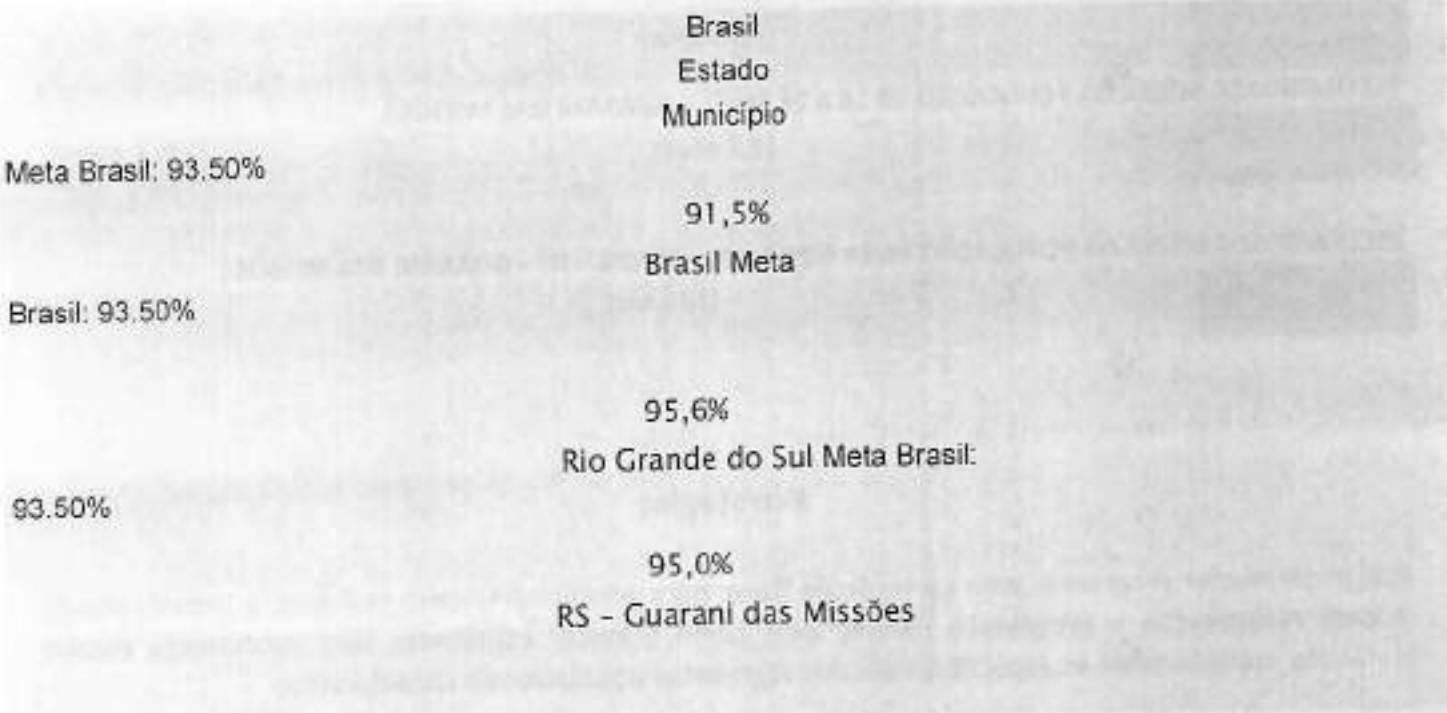 Brasil
Estado
Município
Meta Brasil: 93.50%
91,5%
Brasil Meta
Brasil: 93.50%
95,6%
Rio Grande do Sul Meta Brasil:
93.50%
95,0%
RS – Guarani das Missões